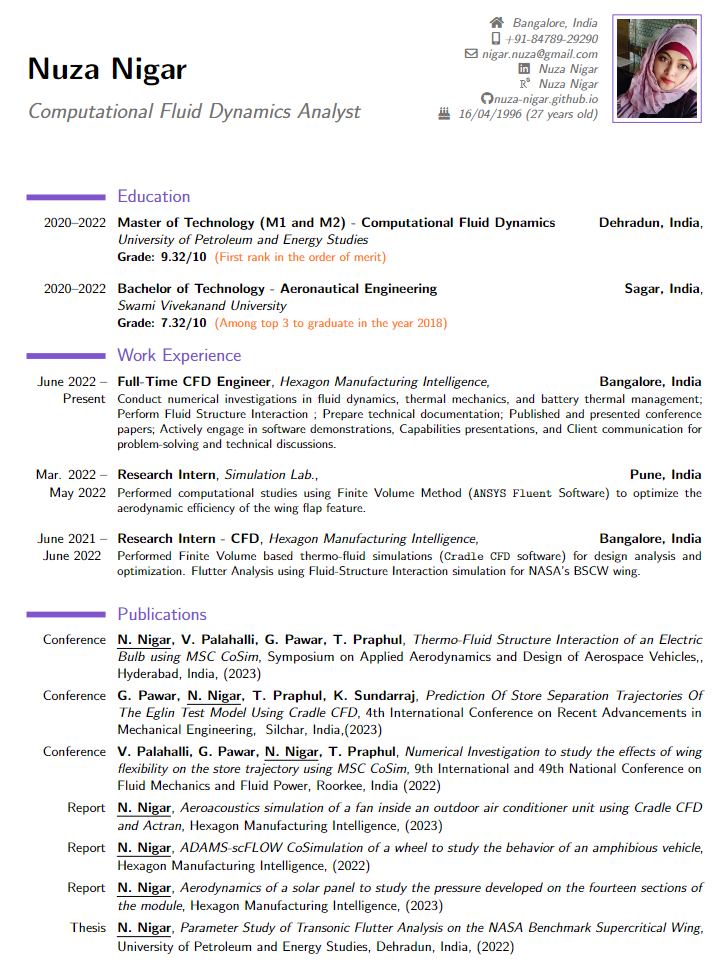 Nuza Nigar
Computational Fluid Dynamics Analyst
Bangalore, India
+91-84789-29290
nigar.nuza@gmail.com
Nuza Nigar
Nuza Nigar
nuza-nigar.github.io
16/04/1996 (27 years old)
Education
2020–2022 Master of Technology (M1 and M2) - Computational Fluid Dynamics Dehradun, India,
University of Petroleum and Energy Studies
Grade: 9.32/10 (First rank in the order of merit)
2020–2022 Bachelor of Technology - Aeronautical Engineering Sagar, India,
Swami Vivekanand University
Grade: 7.32/10 (Among top 3 to graduate in the year 2018)
Work Experience
June 2022 – Full-Time CFD Engineer, Hexagon Manufacturing Intelligence, Bangalore, India
Present Conduct numerical investigations in fluid dynamics, thermal mechanics, and battery thermal management;
Perform Fluid Structure Interaction ; Prepare technical documentation; Published and presented conference
papers; Actively engage in software demonstrations, Capabilities presentations, and Client communication for
problem-solving and technical discussions.
Mar. 2022 – Research Intern, Simulation Lab., Pune, India
May 2022 Performed computational studies using Finite Volume Method (ANSYS Fluent Software) to optimize the
aerodynamic efficiency of the wing flap feature.
June 2021 – Research Intern - CFD, Hexagon Manufacturing Intelligence, Bangalore, India
June 2022 Performed Finite Volume based thermo-fluid simulations (Cradle CFD software) for design analysis and
optimization. Flutter Analysis using Fluid-Structure Interaction simulation for NASA's BSCW wing.
Publications
Conference N. Nigar, V. Palahalli, G. Pawar, T. Praphul, Thermo-Fluid Structure Interaction of an Electric
Bulb using MSC CoSim, Symposium on Applied Aerodynamics and Design of Aerospace Vehicles,,
Hyderabad, India, (2023)
Conference G. Pawar, N. Nigar, T. Praphul, K. Sundarraj, Prediction Of Store Separation Trajectories Of
The Eglin Test Model Using Cradle CFD, 4th International Conference on Recent Advancements in
Mechanical Engineering, Silchar, India,(2023)
Conference V. Palahalli, G. Pawar, N. Nigar, T. Praphul, Numerical Investigation to study the effects of wing
flexibility on the store trajectory using MSC CoSim, 9th International and 49th National Conference on
Fluid Mechanics and Fluid Power, Roorkee, India (2022)
Report N. Nigar, Aeroacoustics simulation of a fan inside an outdoor air conditioner unit using Cradle CFD
and Actran, Hexagon Manufacturing Intelligence, (2023)
Report N. Nigar, ADAMS-scFLOW CoSimulation of a wheel to study the behavior of an amphibious vehicle,
Hexagon Manufacturing Intelligence, (2022)
Report N. Nigar, Aerodynamics of a solar panel to study the pressure developed on the fourteen sections of
the module, Hexagon Manufacturing Intelligence, (2023)
Thesis N. Nigar, Parameter Study of Transonic Flutter Analysis on the NASA Benchmark Supercritical Wing,
University of Petroleum and Energy Studies, Dehradun, India, (2022)